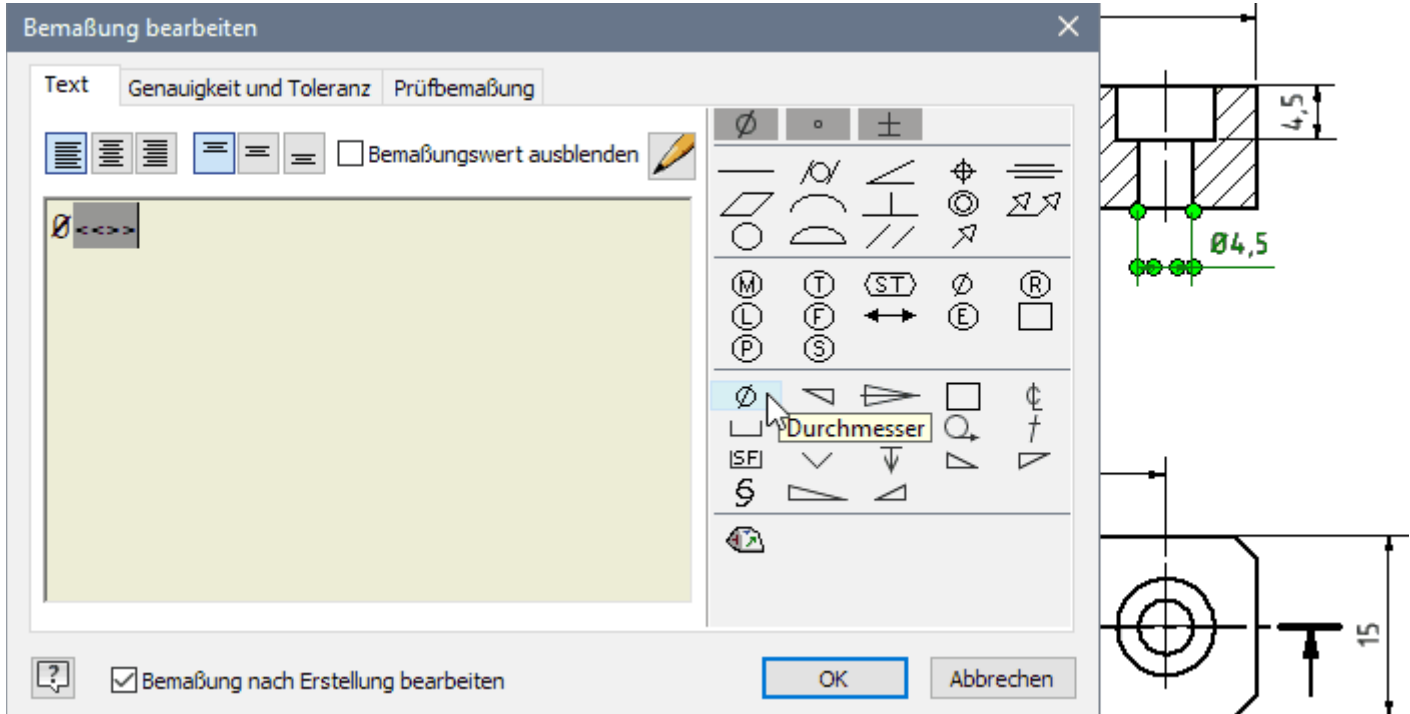 Bemaßung bearbeiten
Text
Genauigkeit und Toleranz
Prüfbemaßung
Bemaßungswert ausblenden
Ø<<>>
Ø ° ±
M T ST Ø R
L F E
P S
Ø
Durchmesser
SF
Bemaßung nach Erstellung bearbeiten
OK
Abbrechen
4,5
Ø4,5
15